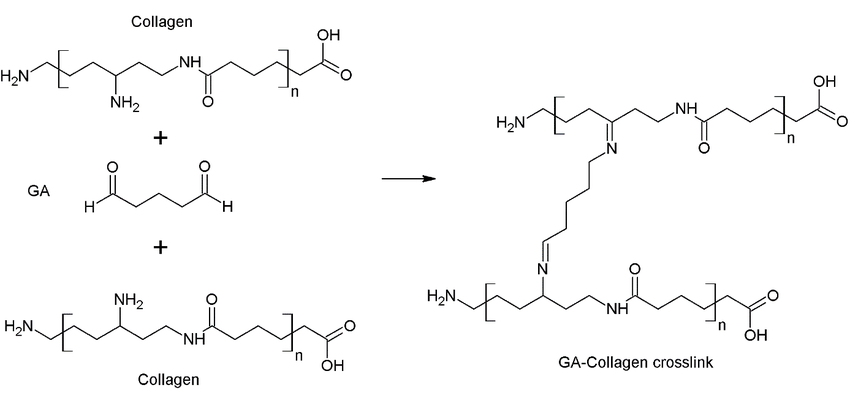 Collagen
OH
H₂N
NH
O
n
NH₂
O
+
O
O
GA
H
H
+
NH₂
O
H₂N
NH
n
O
OH
Collagen
OH
H₂N
NH
O
n
O
N
N
O
H₂N
NH
n
O
OH
GA-Collagen crosslink